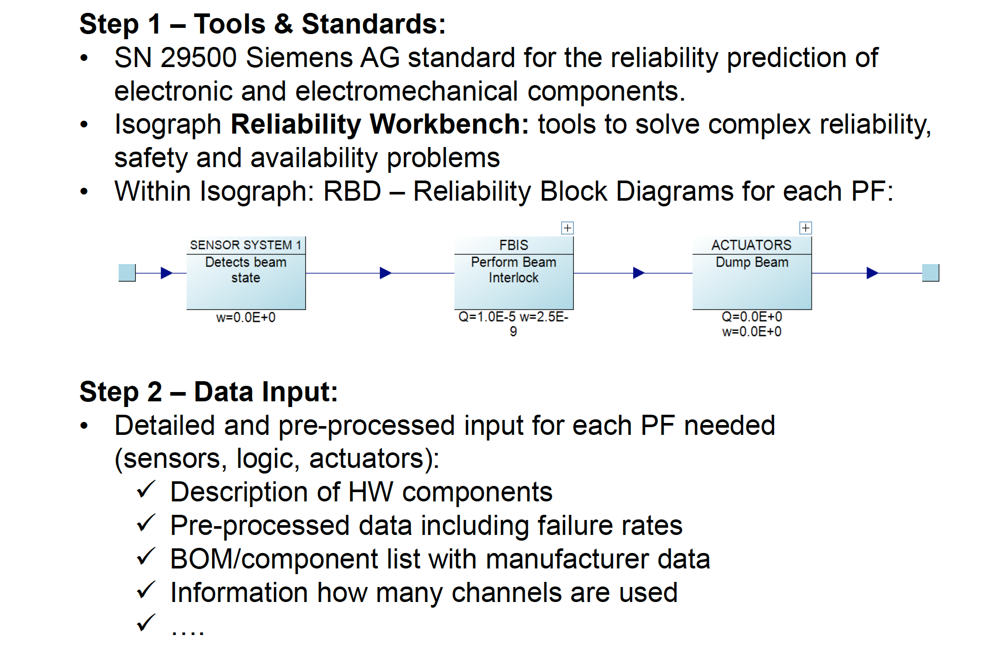 Step 1 – Tools & Standards:
• SN 29500 Siemens AG standard for the reliability prediction of
electronic and electromechanical components.
• Isograph Reliability Workbench: tools to solve complex reliability,
safety and availability problems
• Within Isograph: RBD – Reliability Block Diagrams for each PF:
SENSOR SYSTEM 1
Detects beam
state
w=0.0E+0
FBIS
Perform Beam
Interlock
Q=1.0E-5 w=2.5E-
9
ACTUATORS
Dump Beam
Q=0.0E+0
w=0.0E+0
Step 2 – Data Input:
• Detailed and pre-processed input for each PF needed
(sensors, logic, actuators):
✓ Description of HW components
✓ Pre-processed data including failure rates
✓ BOM/component list with manufacturer data
✓ Information how many channels are used
✓ ….